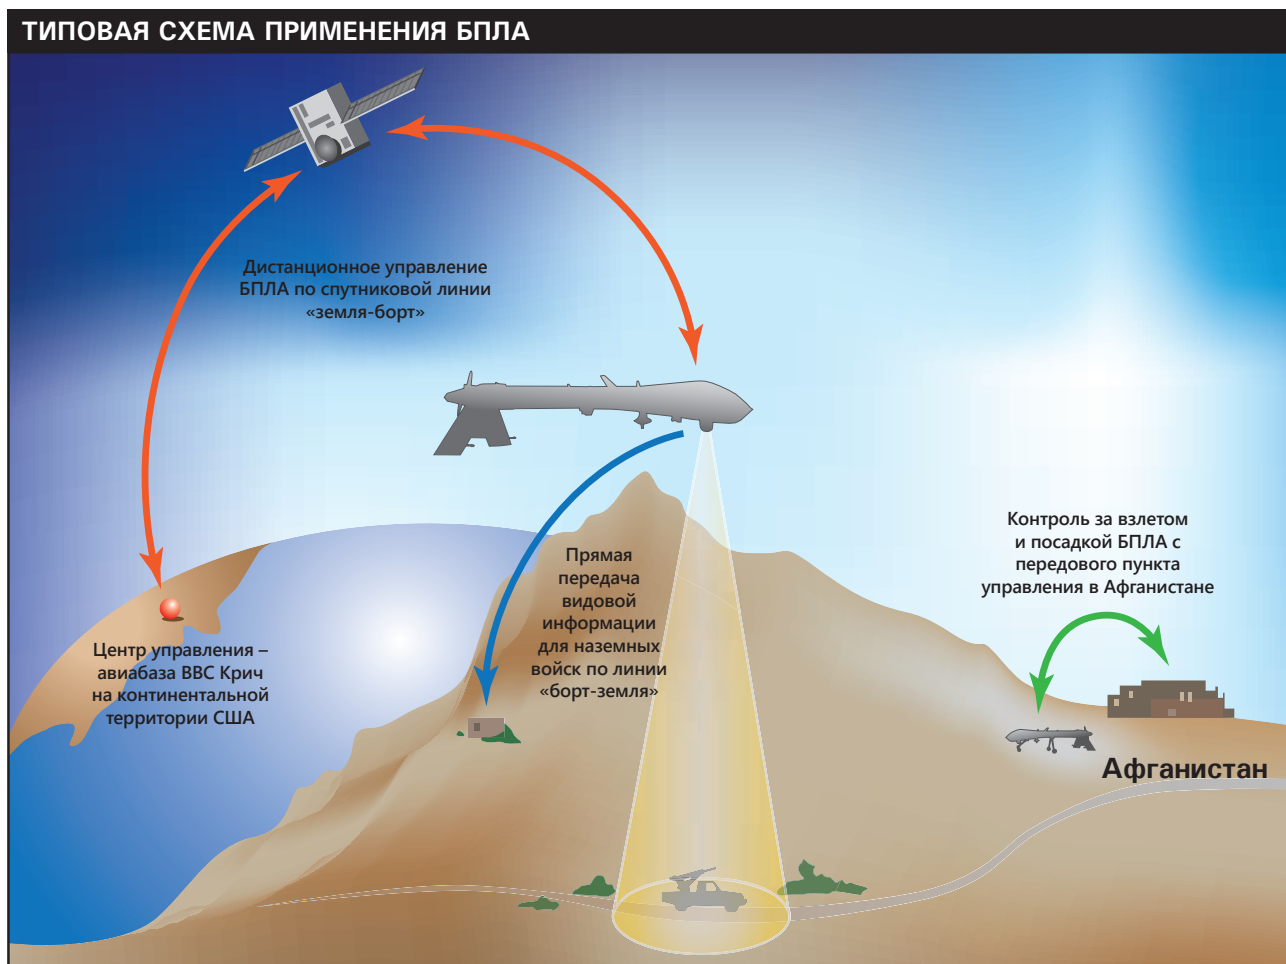 ТИПОВАЯ СХЕМА ПРИМЕНЕНИЯ БПЛА
Дистанционное управление
БПЛА по спутниковой линии
«земля-борт»
Контроль за взлетом
и посадкой БПЛА с
передового пункта
управления в Афганистане
Прямая
передача
видовой
информации
для наземных
войск по линии
«борт-земля»
Центр управления –
авиабаза ВВС Крич
на континентальной
территории США
Афганистан